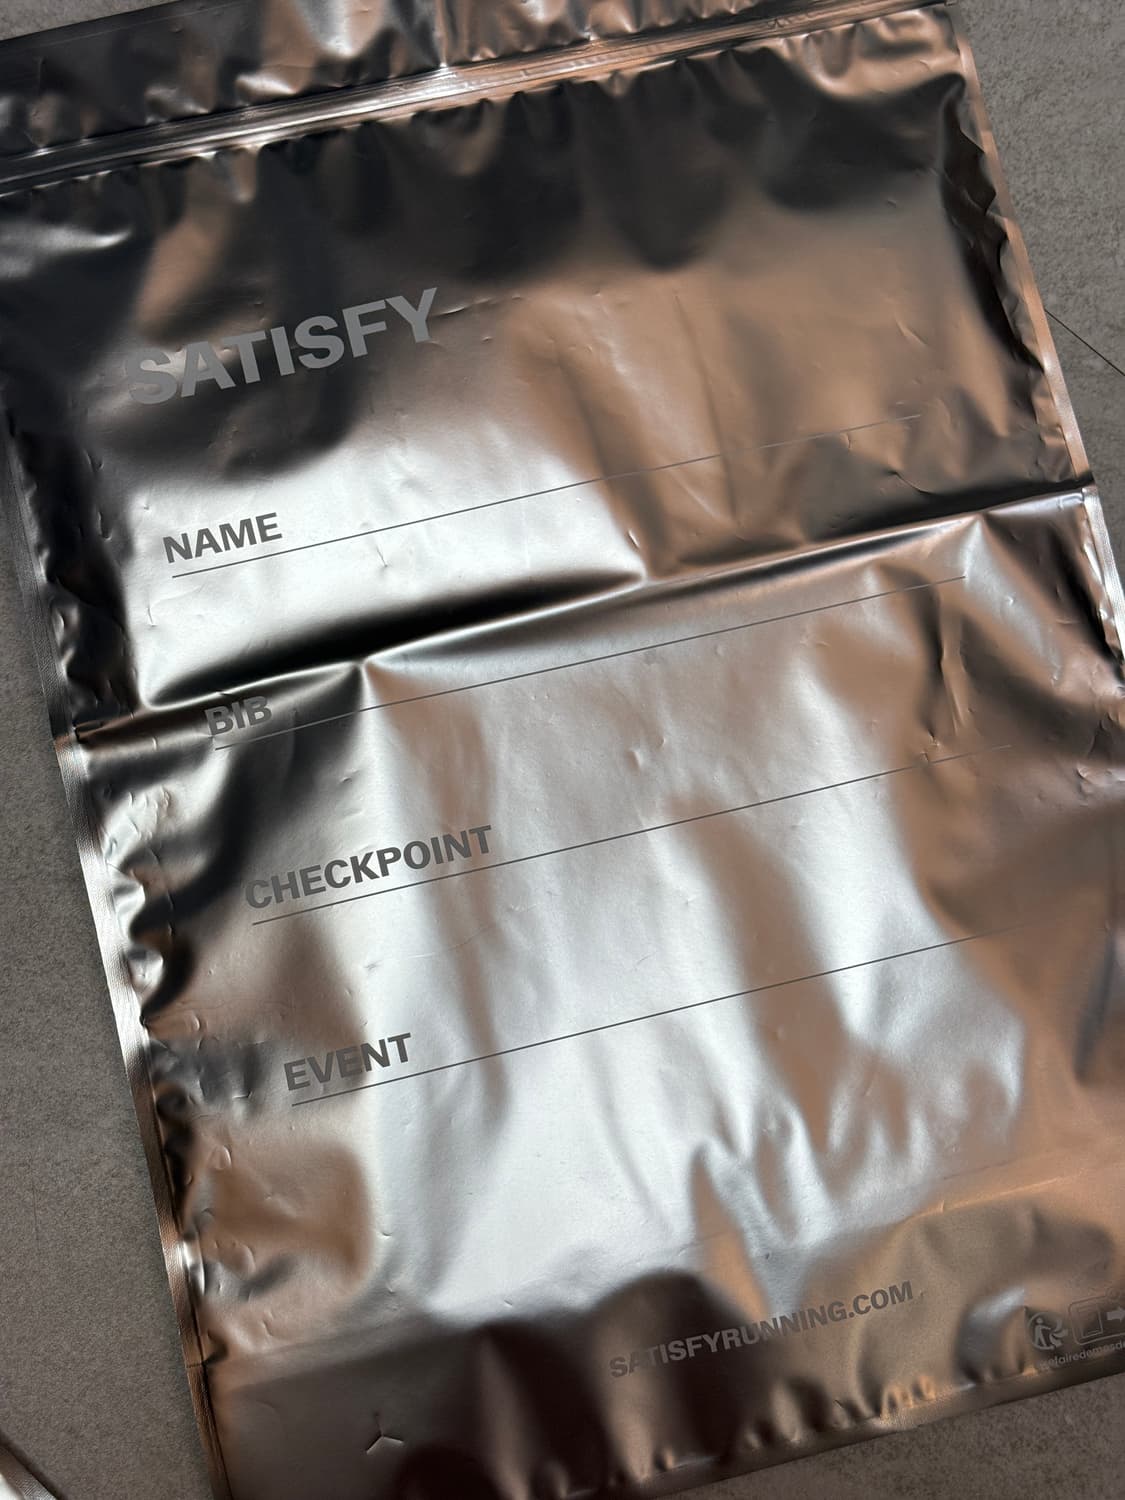 SATISFY
NAME
BIB
CHECKPOINT
EVENT
SATISFYRUNNING.COM